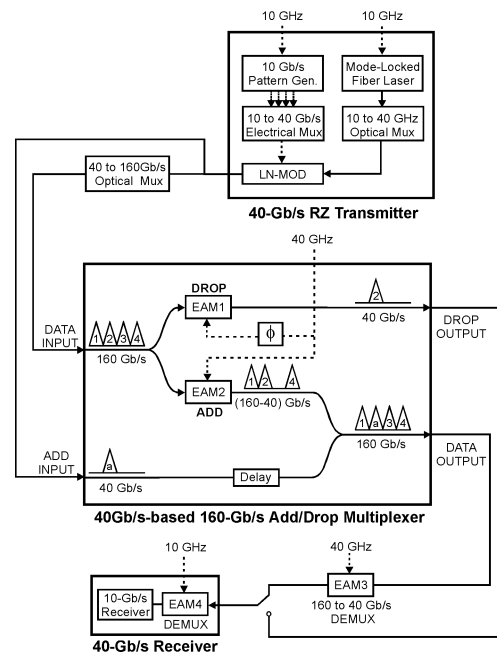 10 GHz
10 GHz
10 Gb/s
Pattern Gen.
Mode-Locked
Fiber Laser
10 to 40 Gb/s
Electrical Mux
10 to 40 GHz
Optical Mux
40 to 160Gb/s
Optical Mux
LN-MOD
40-Gb/s RZ Transmitter
40 GHz
DROP
EAM1
2
40 Gb/s
DATA
INPUT
1 2 3 4
160 Gb/s
ϕ
DROP
OUTPUT
EAM2
ADD
1 2 4
(160-40) Gb/s
1 a 3 4
160 Gb/s
DATA
OUTPUT
ADD
INPUT
a
40 Gb/s
Delay
40Gb/s-based 160-Gb/s Add/Drop Multiplexer
10 GHz
40 GHz
10-Gb/s
Receiver
EAM4
DEMUX
EAM3
160 to 40 Gb/s
DEMUX
40-Gb/s Receiver